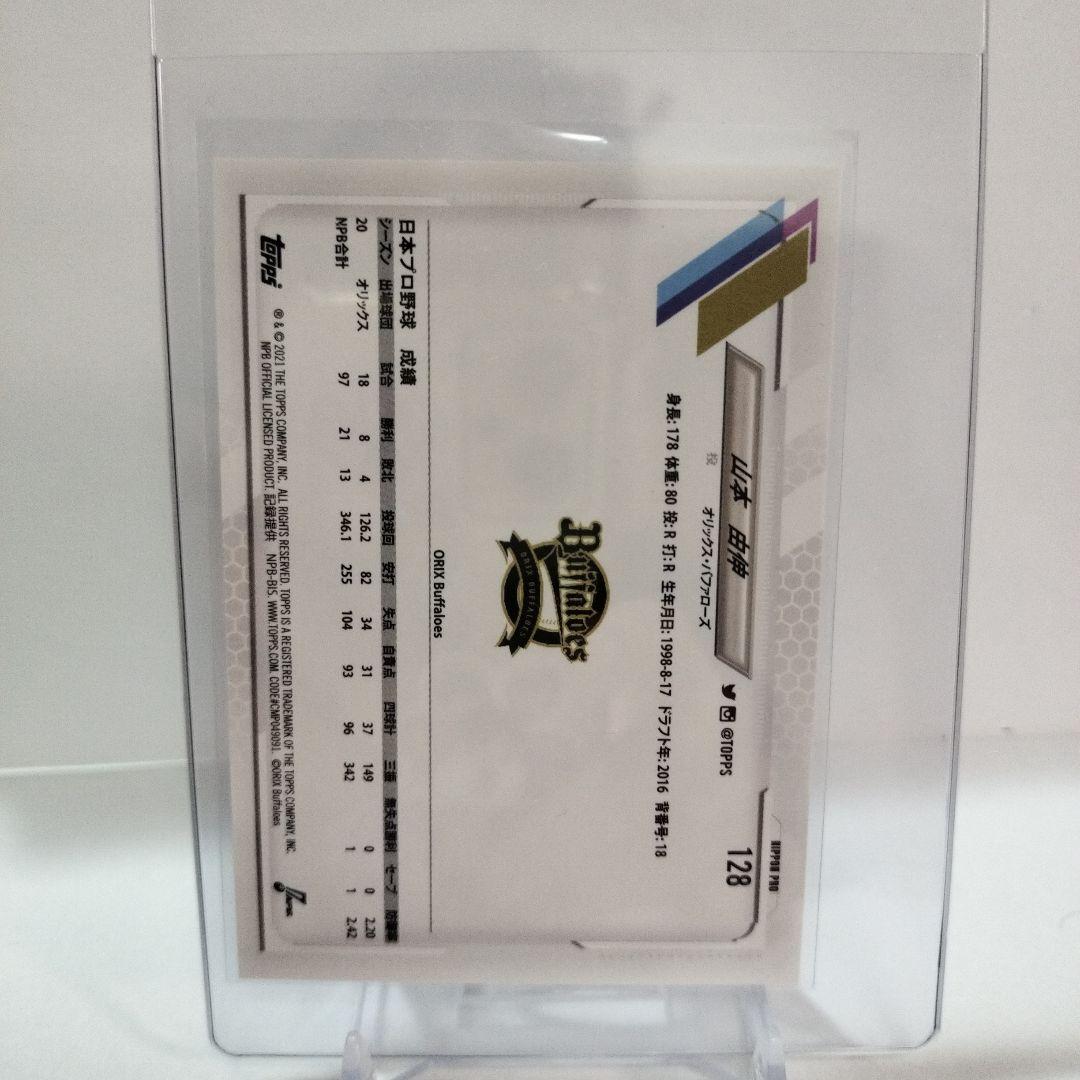 NIPPON PRO
128
山本 由伸
@TOPPS
投
オリックス・バファローズ
身長: 178 体重: 80 投: R 打: R 生年月日: 1998-8-17 ドラフト年: 2016 背番号: 18
Buffaloes
ORIX BUFFALOES
ORIX Buffaloes
日本プロ野球 成績
シーズン 出場球団 試合 勝利 敗北 投球回 安打 失点 自責点 四球計 三振 無失点勝利 セーブ 防御率
20 オリックス 18 8 4 126.2 82 34 31 37 149 0 0 2.20
NPB合計 97 21 13 346.1 255 104 93 96 342 1 1 2.42
topps
® & © 2021 THE TOPPS COMPANY, INC. ALL RIGHTS RESERVED. TOPPS IS A REGISTERED TRADEMARK OF THE TOPPS COMPANY, INC.
NPB OFFICIAL LICENSED PRODUCT. 記録提供 NPB-BIS. WWW.TOPPS.COM. CODE#CMP049091. ©ORIX Buffaloes